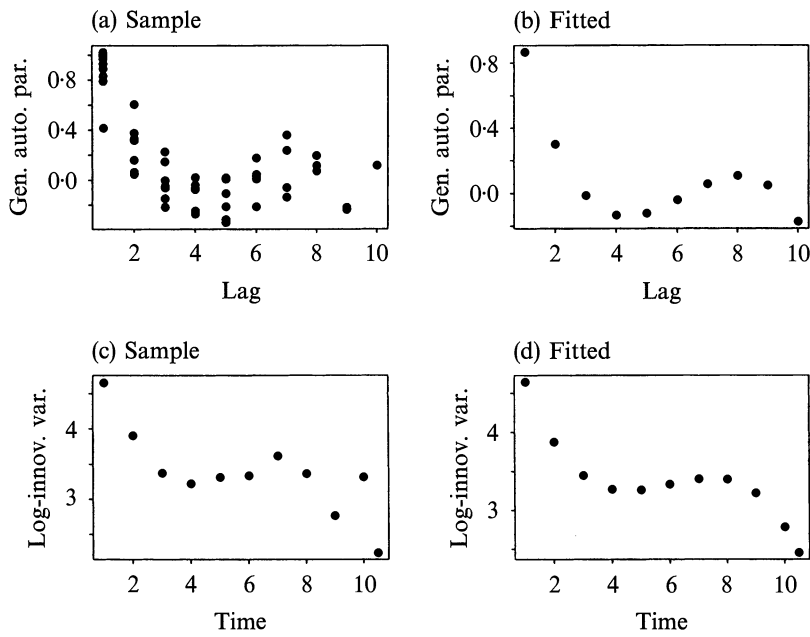 (a) Sample
Gen. auto. par.
0·8
0·4
0·0
2 4 6 8 10
Lag
(b) Fitted
Gen. auto. par.
0·8
0·4
0·0
2 4 6 8 10
Lag
(c) Sample
Log-innov. var.
4
3
2 4 6 8 10
Time
(d) Fitted
Log-innov. var.
4
3
2 4 6 8 10
Time